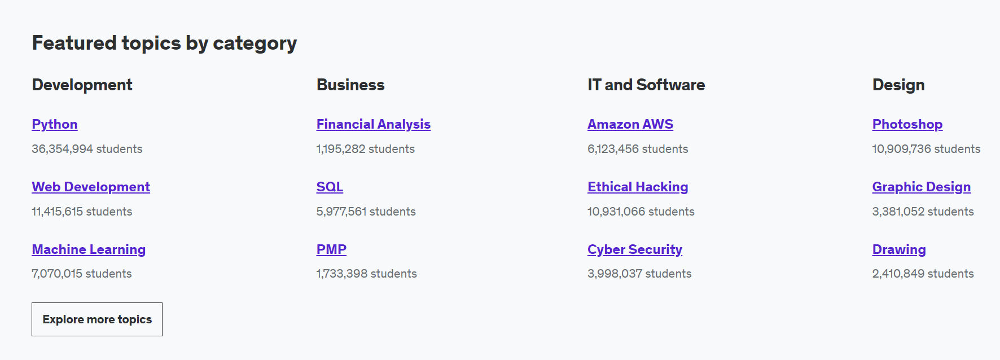 Featured topics by category
Development
Python
36,354,994 students
Web Development
11,415,615 students
Machine Learning
7,070,015 students
Business
Financial Analysis
1,195,282 students
SQL
5,977,561 students
PMP
1,733,398 students
IT and Software
Amazon AWS
6,123,456 students
Ethical Hacking
10,931,066 students
Cyber Security
3,998,037 students
Design
Photoshop
10,909,736 students
Graphic Design
3,381,052 students
Drawing
2,410,849 students
Explore more topics